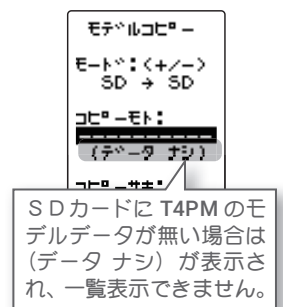 モデルコピー
モード:<+/->
SD → SD
コピーモト:
(データ ナシ)
コピーサキ:
SDカードに T4PM のモ
デルデータが無い場合は
(データ ナシ)が表示さ
れ、一覧表示できません。